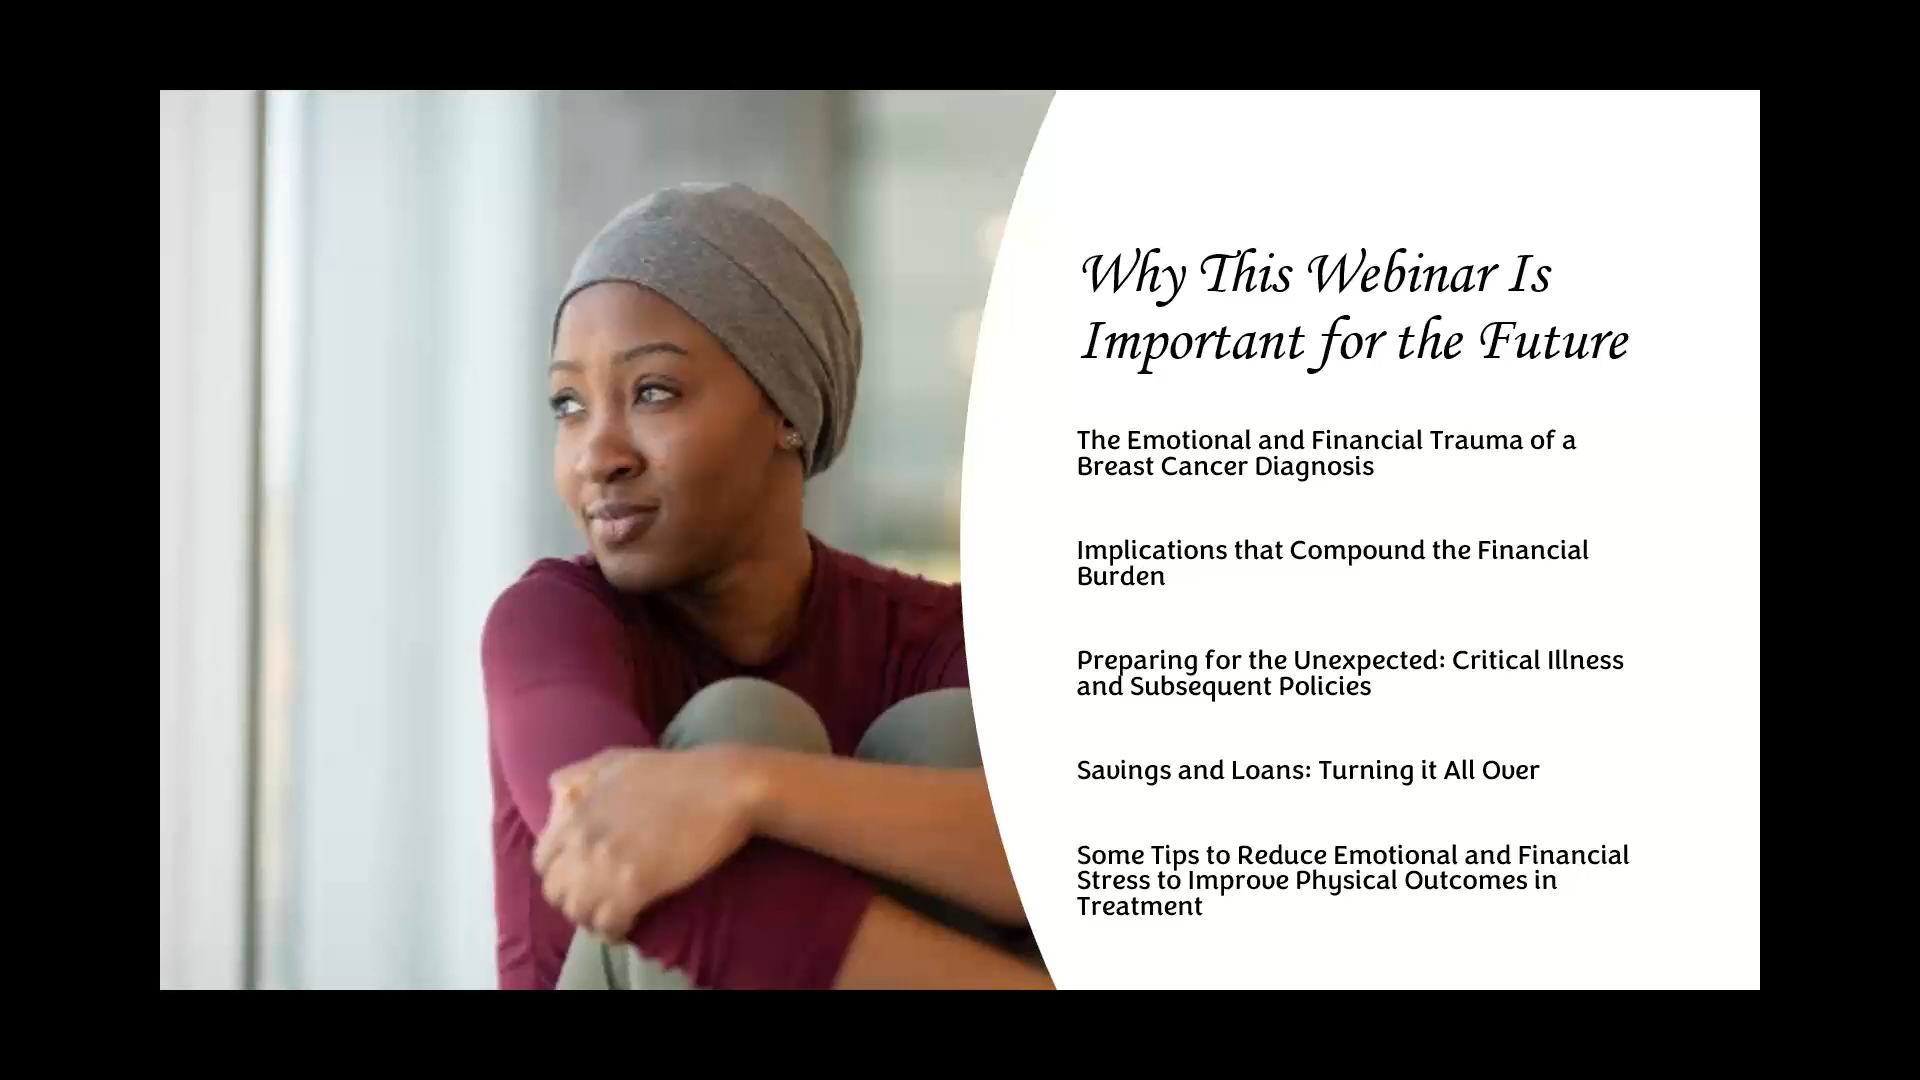 Why This Webinar Is
Important for the Future
The Emotional and Financial Trauma of a
Breast Cancer Diagnosis
Implications that Compound the Financial
Burden
Preparing for the Unexpected: Critical Illness
and Subsequent Policies
Savings and Loans: Turning it All Over
Some Tips to Reduce Emotional and Financial
Stress to Improve Physical Outcomes in
Treatment